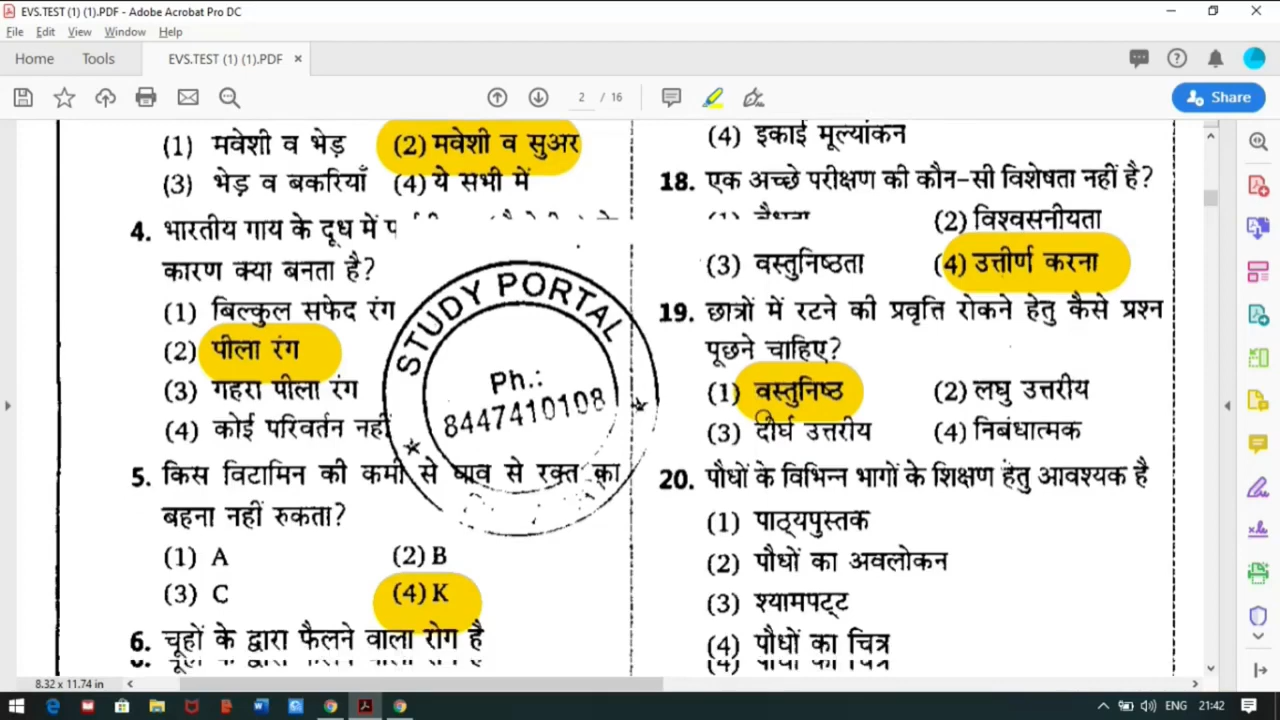 EVS.TEST (1) (1).PDF - Adobe Acrobat Pro DC
File Edit View Window Help
Home Tools EVS.TEST (1) (1).PDF ×
2 / 16
Share
(1) मवेशी व भेड़ (2) मवेशी व सुअर
(3) भेड़ व बकरियाँ (4) ये सभी में
4. भारतीय गाय के दूध में
कारण क्या बनता है?
(1) बिल्कुल सफेद रंग
(2) पीला रंग
(3) गहरा पीला रंग
(4) कोई परिवर्तन नहीं
5. किस विटामिन की कमी से घाव से रक्त का
बहना नहीं रुकता?
(1) A (2) B
(3) C (4) K
6. चूहों के द्वारा फैलने वाला रोग है
STUDY PORTAL
Ph.:
8447410108
(4) इकाई मूल्यांकन
18. एक अच्छे परीक्षण की कौन-सी विशेषता नहीं है?
(2) विश्वसनीयता
(3) वस्तुनिष्ठता (4) उत्तीर्ण करना
19. छात्रों में रटने की प्रवृत्ति रोकने हेतु कैसे प्रश्न
पूछने चाहिए?
(1) वस्तुनिष्ठ (2) लघु उत्तरीय
(3) दीर्घ उत्तरीय (4) निबंधात्मक
20. पौधों के विभिन्न भागों के शिक्षण हेतु आवश्यक है
(1) पाठ्यपुस्तक
(2) पौधों का अवलोकन
(3) श्यामपट्ट
(4) पौधों का चित्र
8.32 x 11.74 in
ENG 21:42